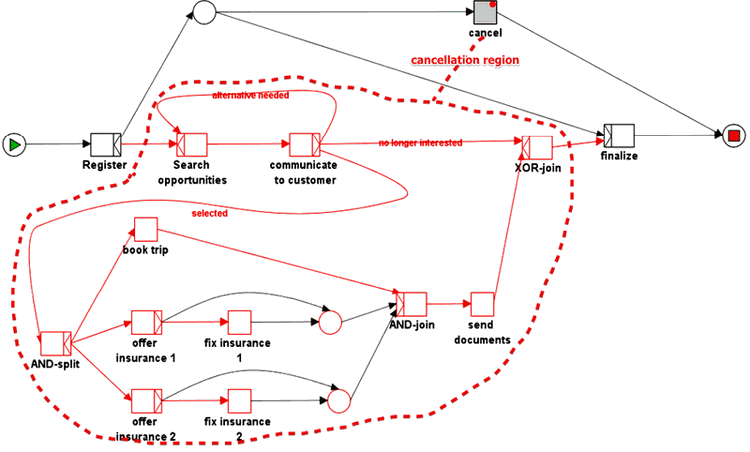 cancel
cancellation region
alternative needed
Register
Search
opportunities
communicate
to customer
no longer interested
XOR-join
finalize
selected
book trip
AND-split
offer
insurance 1
fix insurance
1
AND-join
send
documents
offer
insurance 2
fix insurance
2